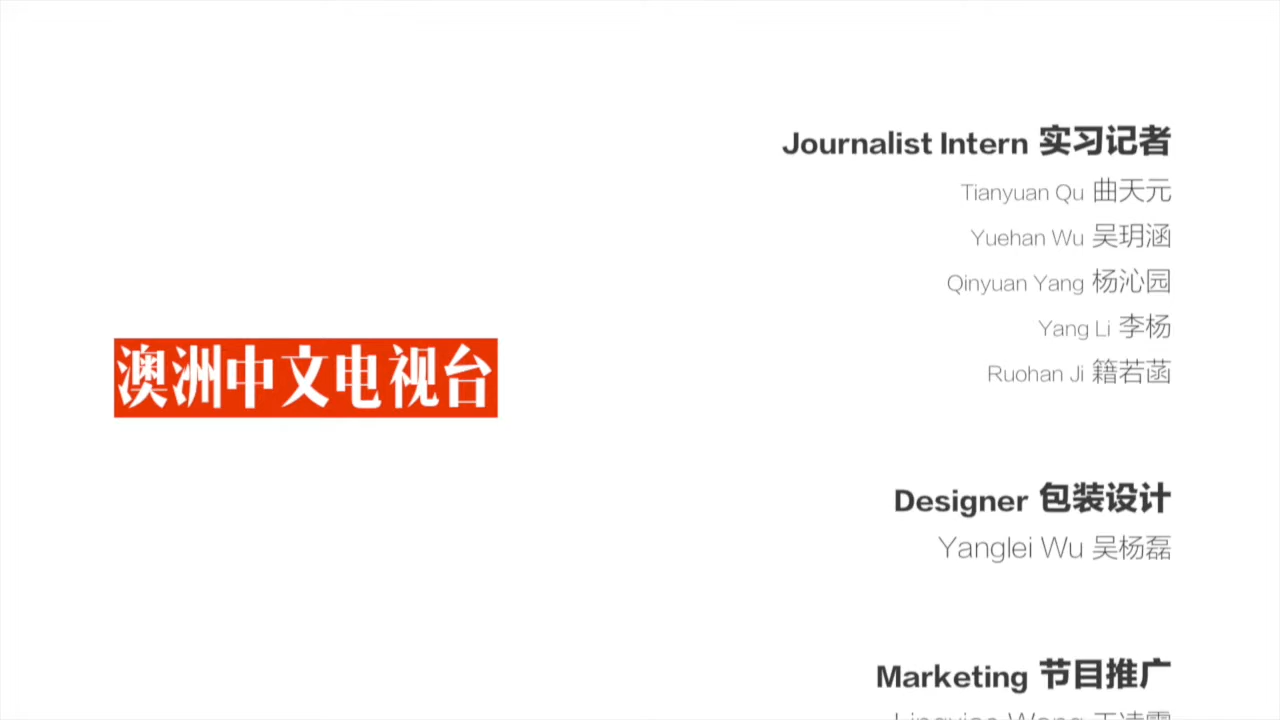 Journalist Intern 实习记者
Tianyuan Qu 曲天元
Yuehan Wu 吴玥涵
Qinyuan Yang 杨沁园
Yang Li 李杨
Ruohan Ji 籍若菡
澳洲中文电视台
Designer 包装设计
Yanglei Wu 吴杨磊
Marketing 节目推广